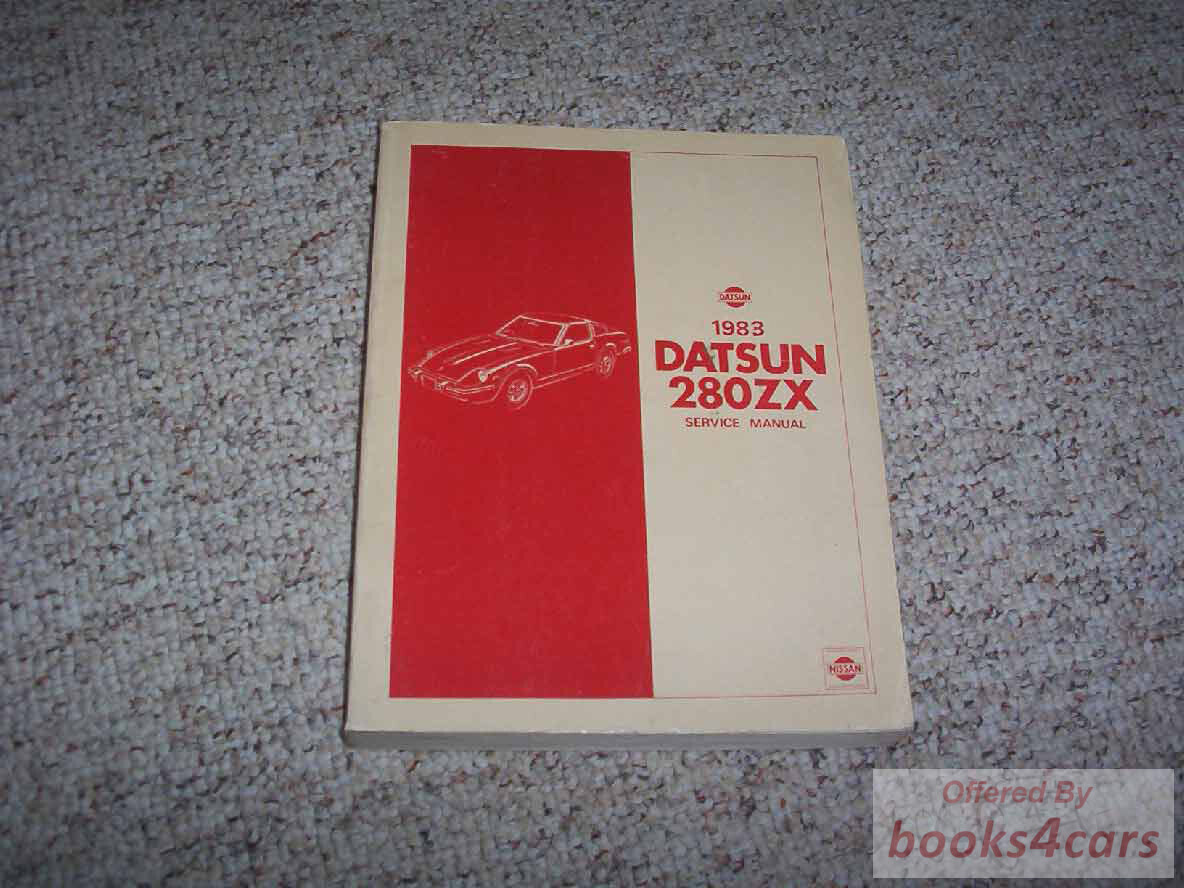 DATSUN
1983
DATSUN
280ZX
SERVICE MANUAL
NISSAN
Offered By
books4cars